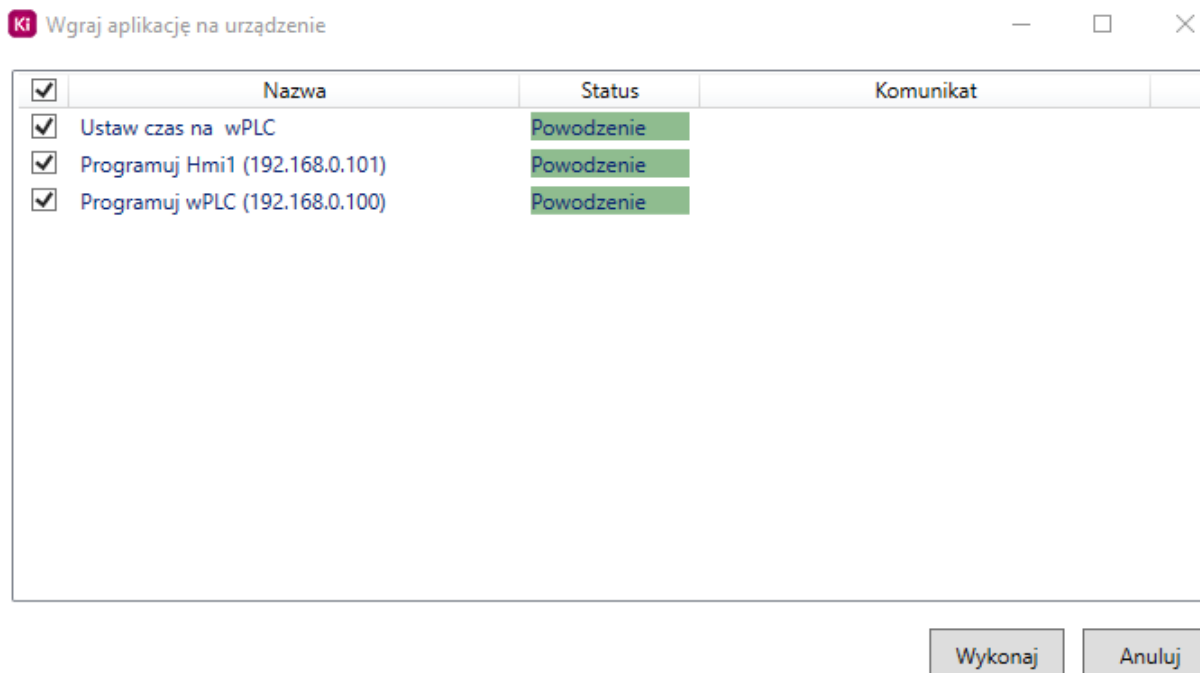 Ki Wgraj aplikację na urządzenie
Nazwa Status Komunikat
Ustaw czas na  wPLC Powodzenie
Programuj Hmi1 (192.168.0.101) Powodzenie
Programuj wPLC (192.168.0.100) Powodzenie
Wykonaj Anuluj